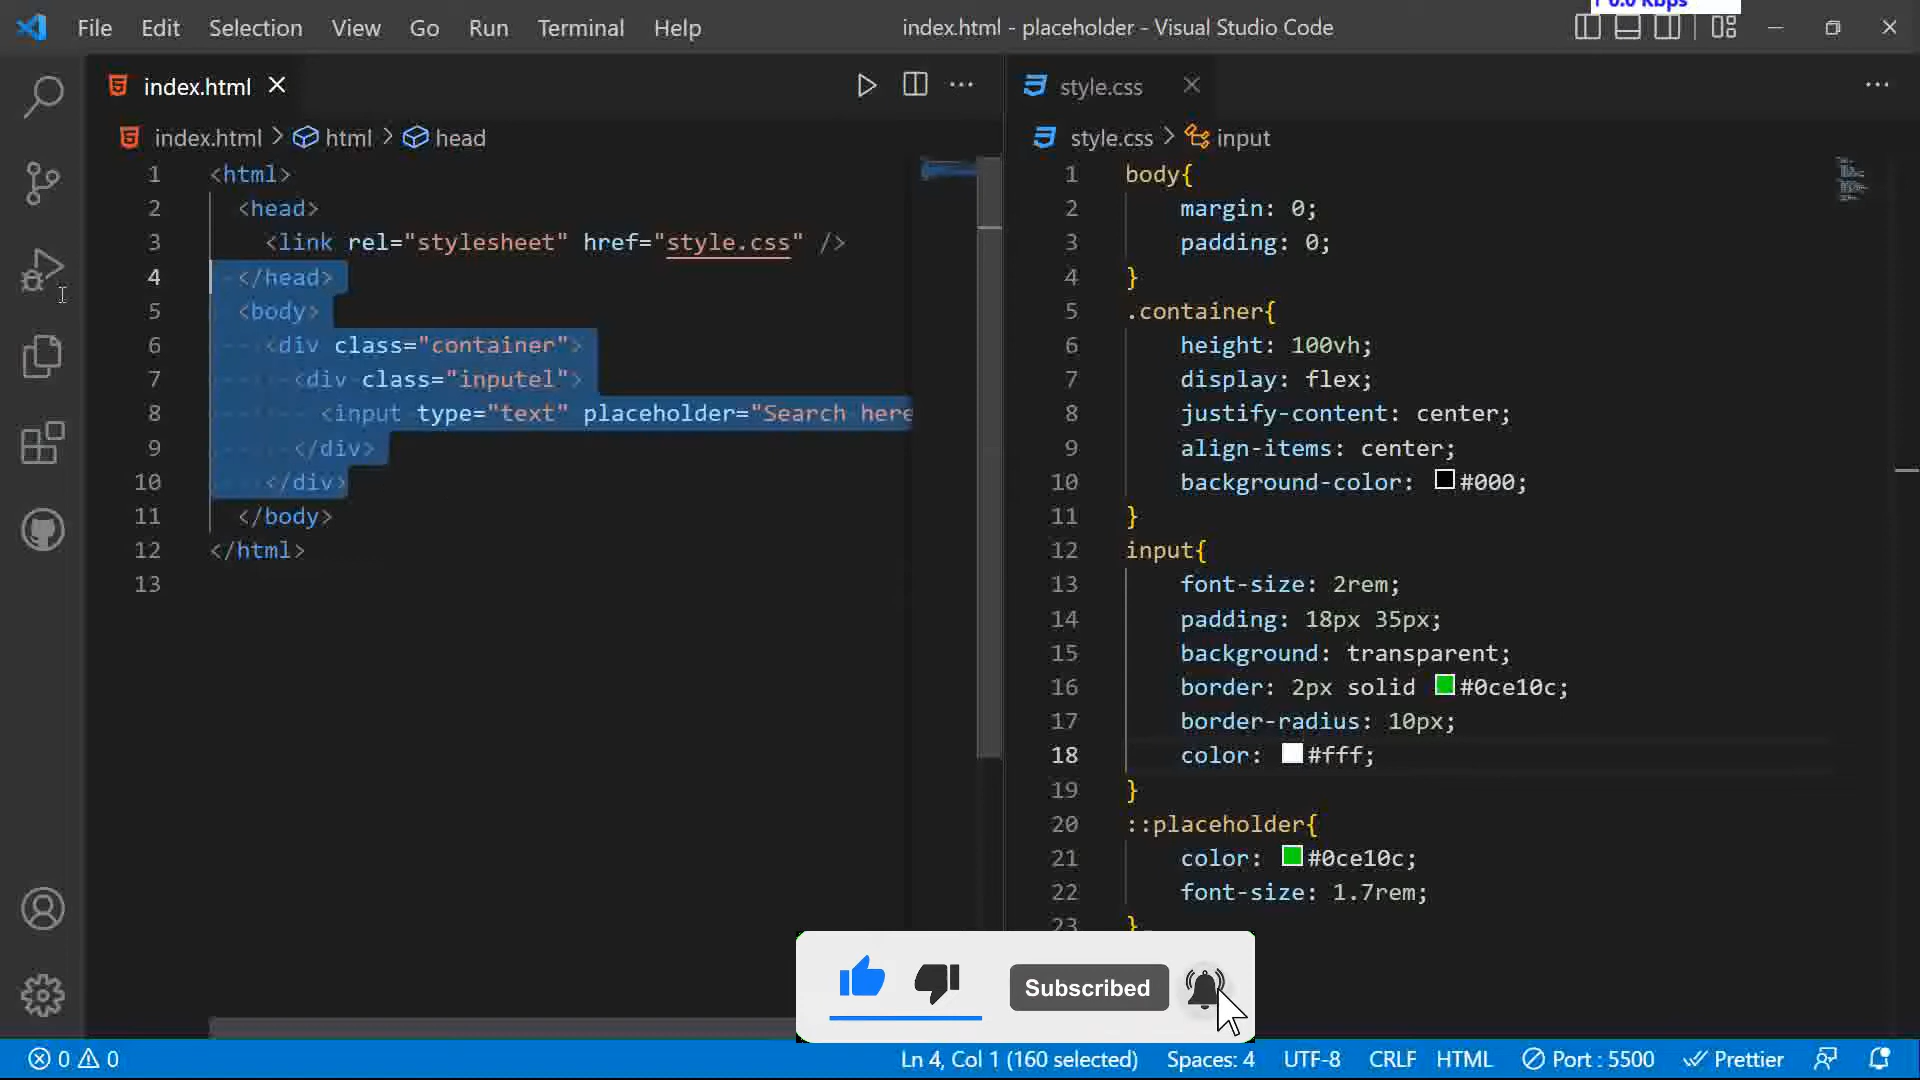 ↑ 0.0 Kbps
File Edit Selection View Go Run Terminal Help
index.html - placeholder - Visual Studio Code
index.html
index.html > html > head
1 <html>
2 <head>
3 <link rel="stylesheet" href="style.css" />
4 </head>
5 <body>
6 <div class="container">
7 <div class="inputel">
8 <input type="text" placeholder="Search here
9 </div>
10 </div>
11 </body>
12 </html>
13
style.css
style.css > input
1 body{
2 margin: 0;
3 padding: 0;
4 }
5 .container{
6 height: 100vh;
7 display: flex;
8 justify-content: center;
9 align-items: center;
10 background-color: #000;
11 }
12 input{
13 font-size: 2rem;
14 padding: 18px 35px;
15 background: transparent;
16 border: 2px solid #0ce10c;
17 border-radius: 10px;
18 color: #fff;
19 }
20 ::placeholder{
21 color: #0ce10c;
22 font-size: 1.7rem;
23 }
Subscribed
0 0
Ln 4, Col 1 (160 selected) Spaces: 4 UTF-8 CRLF HTML Port : 5500 Prettier